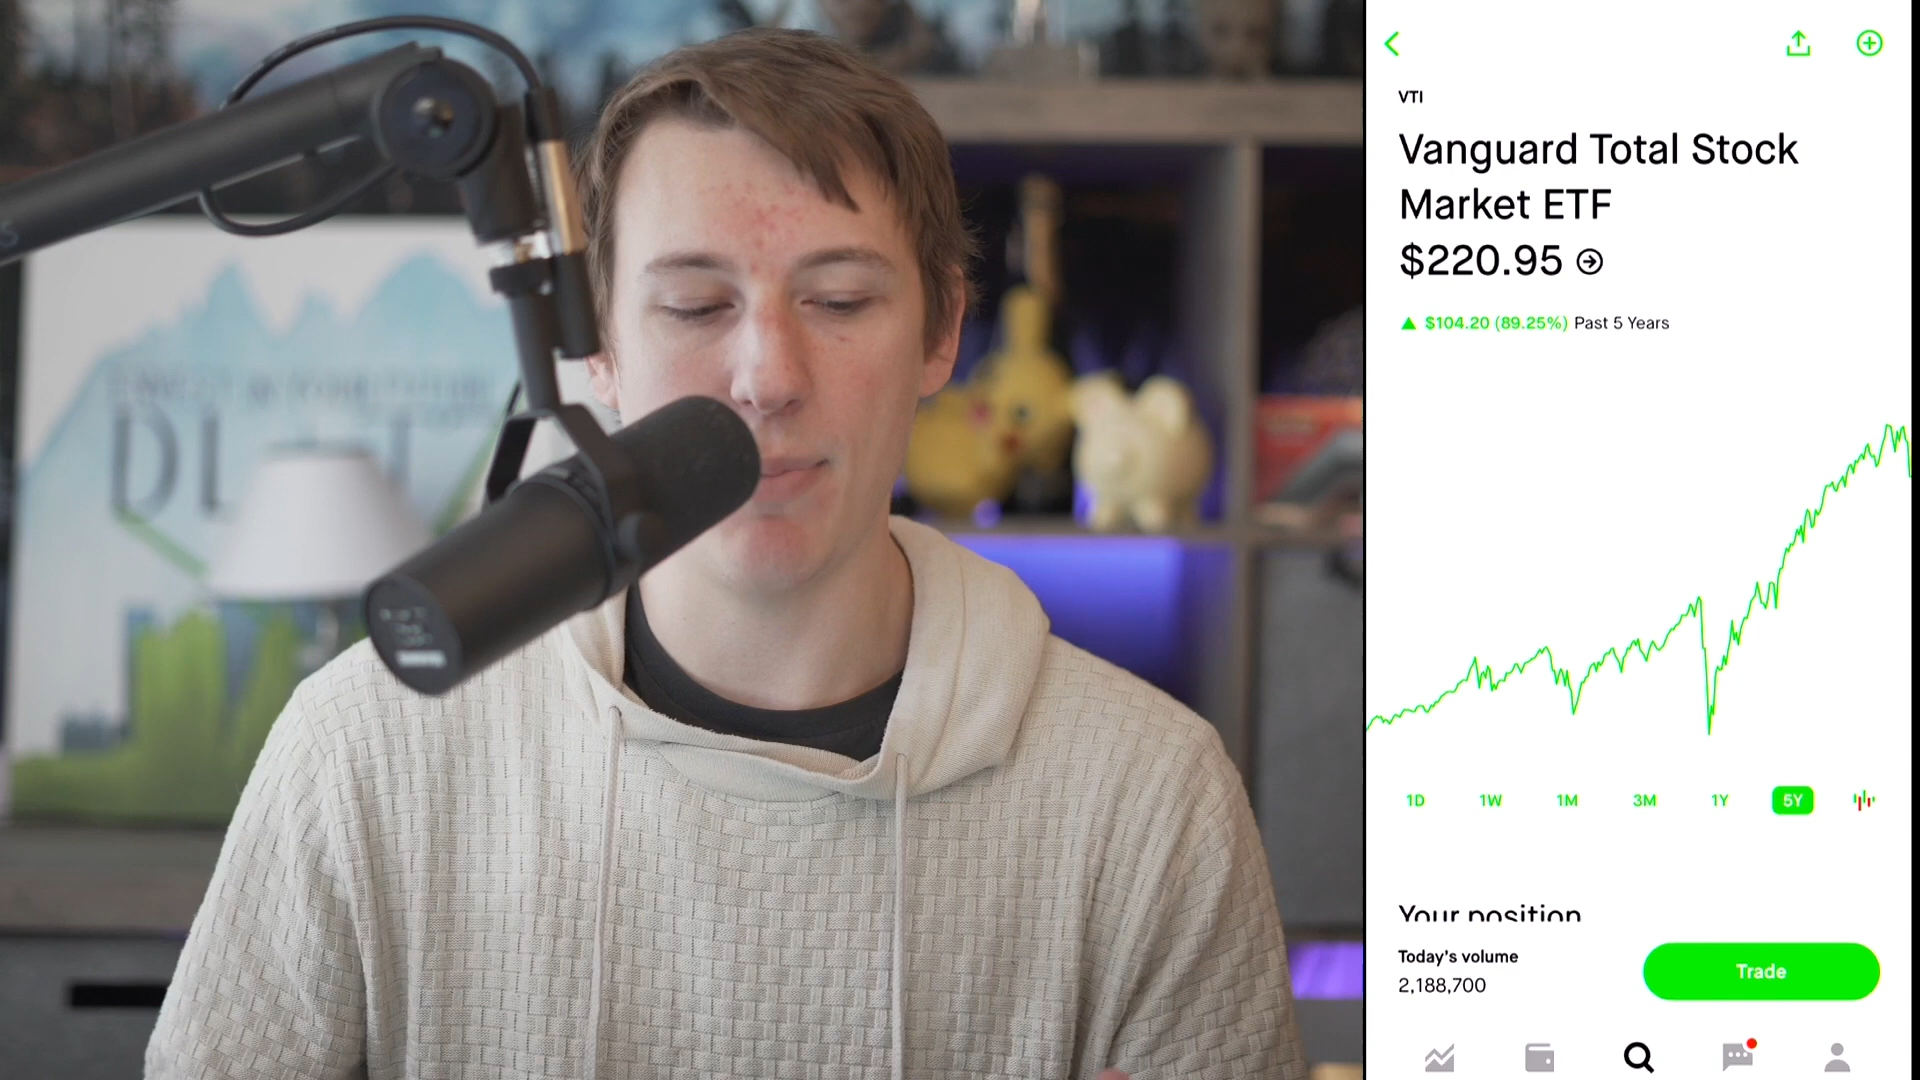 VTI
Vanguard Total Stock
Market ETF
$220.95
$104.20 (89.25%) Past 5 Years
1D 1W 1M 3M 1Y 5Y
Your position
Today's volume
2,188,700
Trade